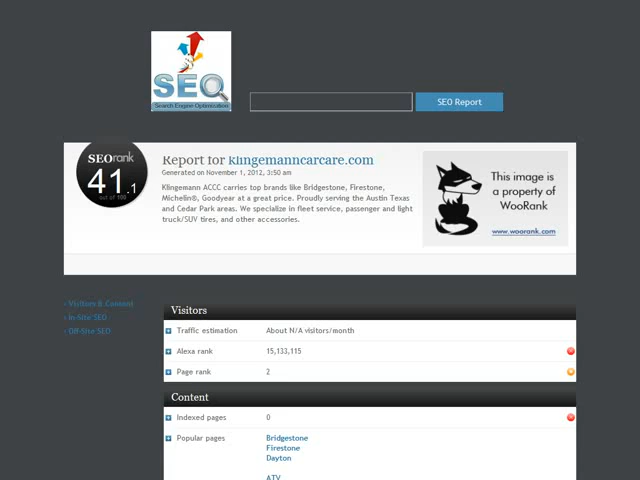 SEO
Search Engine Optimization
SEO Report
SEOrank
41.1
out of 100
Report for klingemanncarcare.com
Generated on November 1, 2012, 3:50 am
Klingemann ACCC carries top brands like Bridgestone, Firestone,
Michelin®, Goodyear at a great price. Proudly serving the Austin Texas
and Cedar Park areas. We specialize in fleet service, passenger and light
truck/SUV tires, and other accessories.
This image is
a property of
WooRank
www.woorank.com
› Visitors & Content
› In-Site SEO
› Off-Site SEO
Visitors
Traffic estimation About N/A visitors/month
Alexa rank 15,133,115
Page rank 2
Content
Indexed pages 0
Popular pages Bridgestone
Firestone
Dayton
ATV